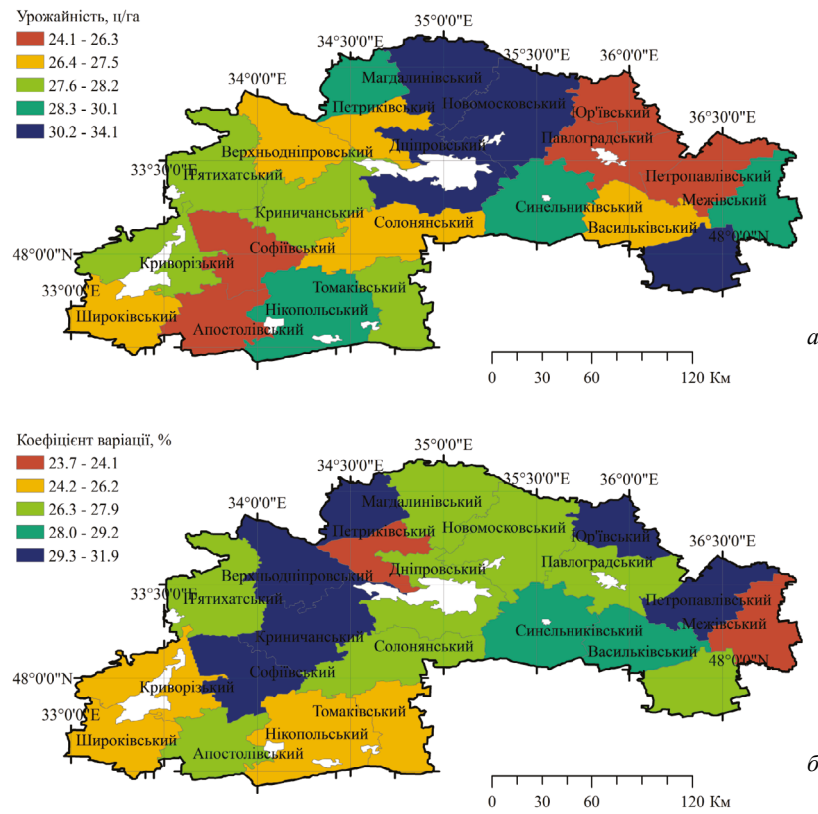 Урожайність, ц/га
24.1 - 26.3
26.4 - 27.5
27.6 - 28.2
28.3 - 30.1
30.2 - 34.1
35°0'0"E
34°30'0"E
35°30'0"E
34°0'0"E
36°0'0"E
36°30'0"E
33°30'0"E
48°0'0"N
33°0'0"E
48°0'0"N
Магдалинівський
Новомосковський
Петриківський
Юр'ївський
Дніпровський
Павлоградський
Верхньодніпровський
П'ятихатський
Петропавлівський
Межівський
Криничанський
Синельниківський
Солонянський
Васильківський
Софіївський
Криворізький
Томаківський
Нікопольський
Широківський
Апостолівський
0 30 60 120 Км
а
Коефіцієнт варіації, %
23.7 - 24.1
24.2 - 26.2
26.3 - 27.9
28.0 - 29.2
29.3 - 31.9
35°0'0"E
34°30'0"E
35°30'0"E
34°0'0"E
36°0'0"E
36°30'0"E
33°30'0"E
48°0'0"N
33°0'0"E
48°0'0"N
Магдалинівський
Новомосковський
Петриківський
Юр'ївський
Дніпровський
Павлоградський
Верхньодніпровський
П'ятихатський
Петропавлівський
Межівський
Криничанський
Синельниківський
Солонянський
Васильківський
Софіївський
Криворізький
Томаківський
Нікопольський
Широківський
Апостолівський
0 30 60 120 Км
б